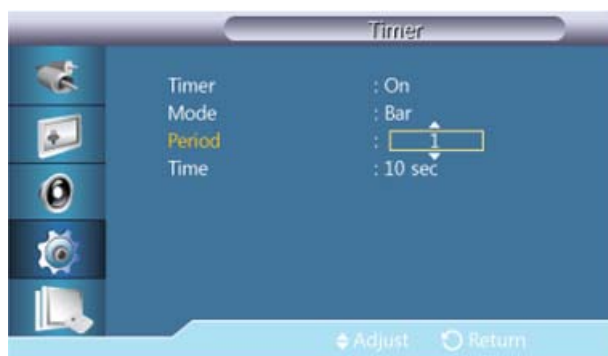 Timer
Timer : On
Mode : Bar
Period : 1
Time : 10 sec
Adjust Return